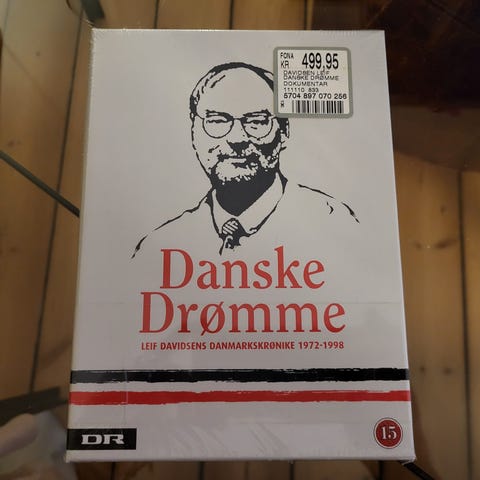 FONA
KR 499,95
DAVIDSEN LEIF
DANSKE DRØMME
DOKUMENTAR
111110 833
5704 897 070 256
Danske
Drømme
LEIF DAVIDSENS DANMARKSKRØNIKE 1972-1998
DR
15